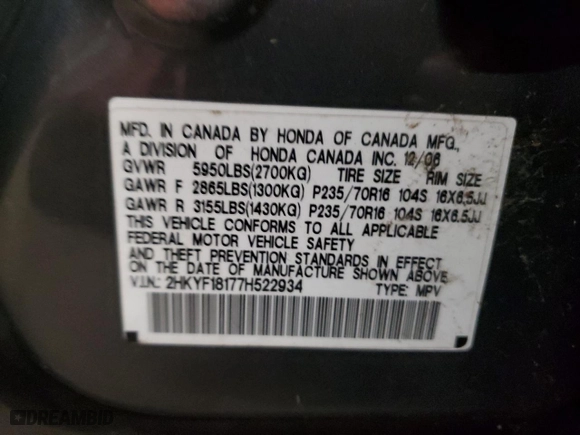 MFD. IN CANADA BY HONDA OF CANADA MFG.,
A DIVISION OF HONDA CANADA INC. 12/06
GVWR 5950LBS(2700KG) TIRE SIZE RIM SIZE
GAWR F 2865LBS(1300KG) P235/70R16 104S 16X6.5JJ
GAWR R 3155LBS(1430KG) P235/70R16 104S 16X6.5JJ
THIS VEHICLE CONFORMS TO ALL APPLICABLE
FEDERAL MOTOR VEHICLE SAFETY
AND THEFT PREVENTION STANDARDS IN EFFECT
ON THE DATE OF MANUFACTURE SHOWN ABOVE.
V.I.N.: 2HKYF18177H522934 TYPE: MPV
DREAMBID